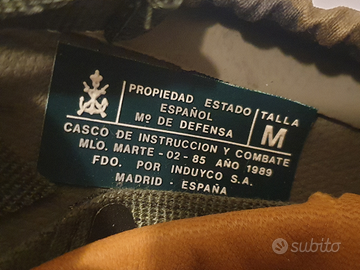 PROPIEDAD ESTADO
ESPAÑOL
Mº DE DEFENSA
TALLA
M
CASCO DE INSTRUCCION Y COMBATE
MLO. MARTE - 02 - 85 AÑO 1989
FDO. POR INDUYCO S.A.
MADRID - ESPAÑA
subito